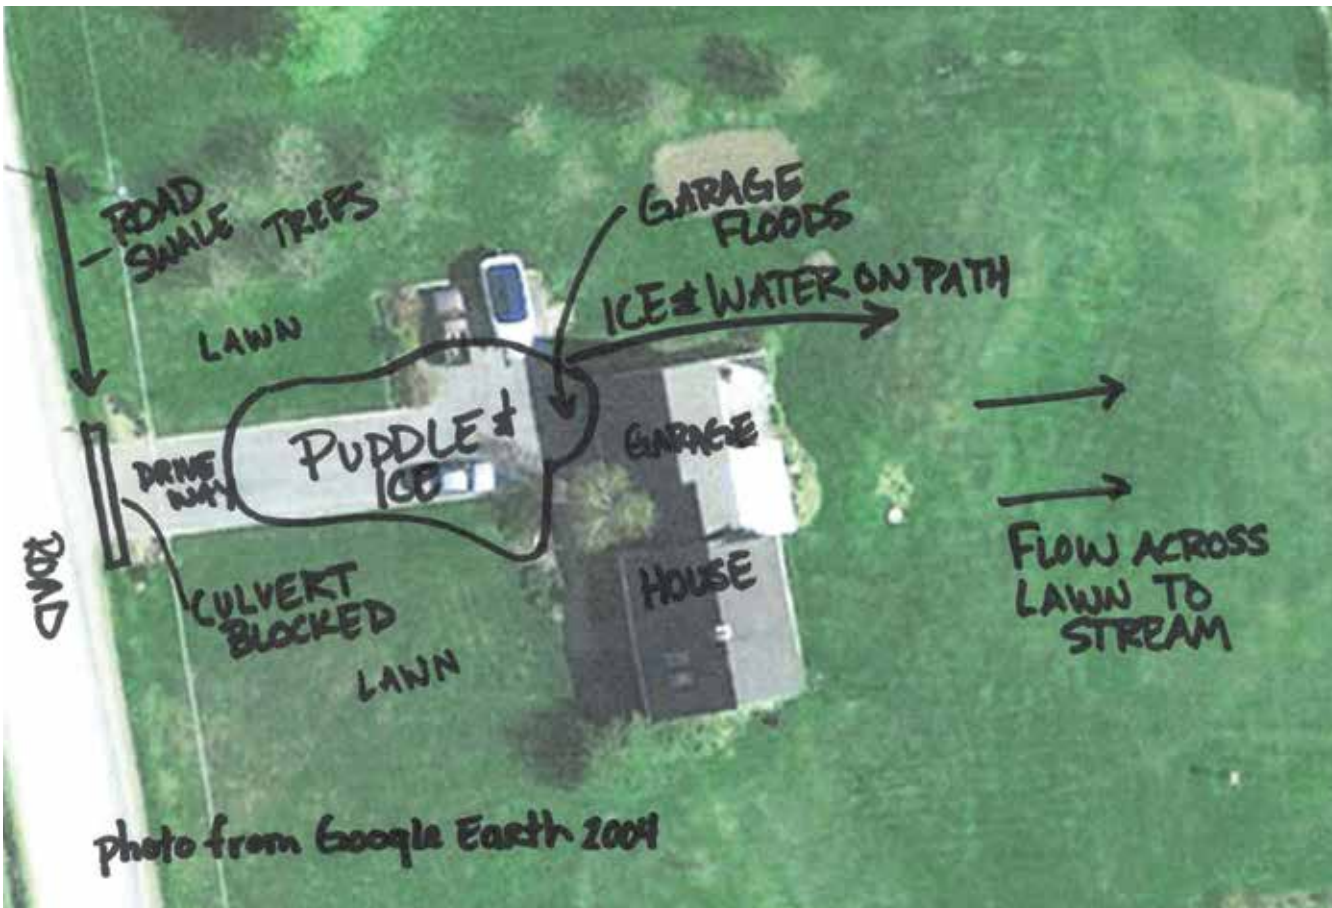 ROAD
SWALE
TREES
GARAGE
FLOODS
ICE & WATER ON PATH
LAWN
PUDDLE &
ICE
DRIVE
WAY
GARAGE
ROAD
CULVERT
BLOCKED
HOUSE
FLOW ACROSS
LAWN TO
STREAM
LAWN
photo from Google Earth 2004